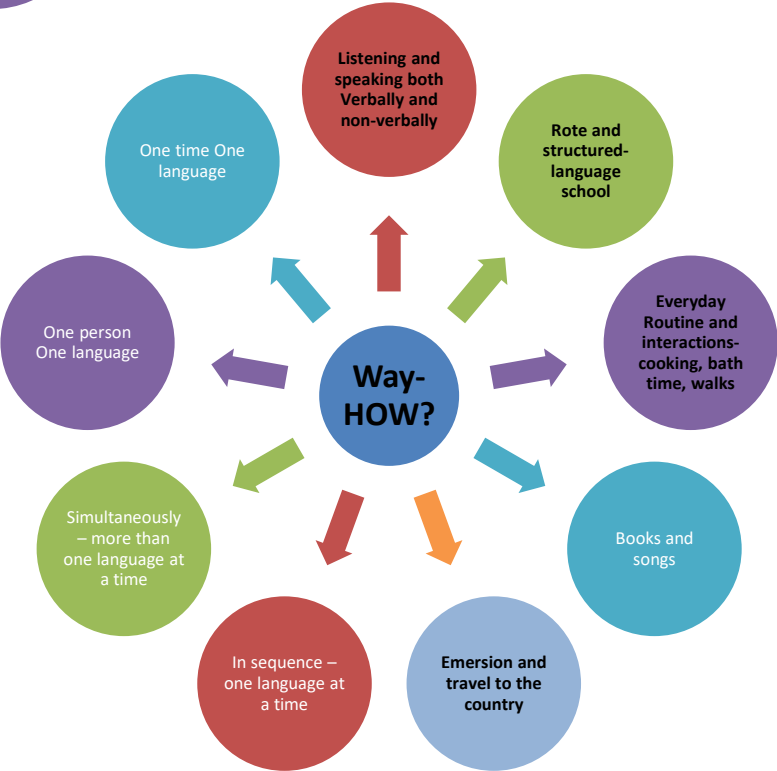 Listening and
speaking both
Verbally and
non-verbally
Rote and
structured-
language
school
Everyday
Routine and
interactions-
cooking, bath
time, walks
Books and
songs
Emersion and
travel to the
country
In sequence –
one language at
a time
Simultaneously
– more than
one language at
a time
One person
One language
One time One
language
Way-
HOW?